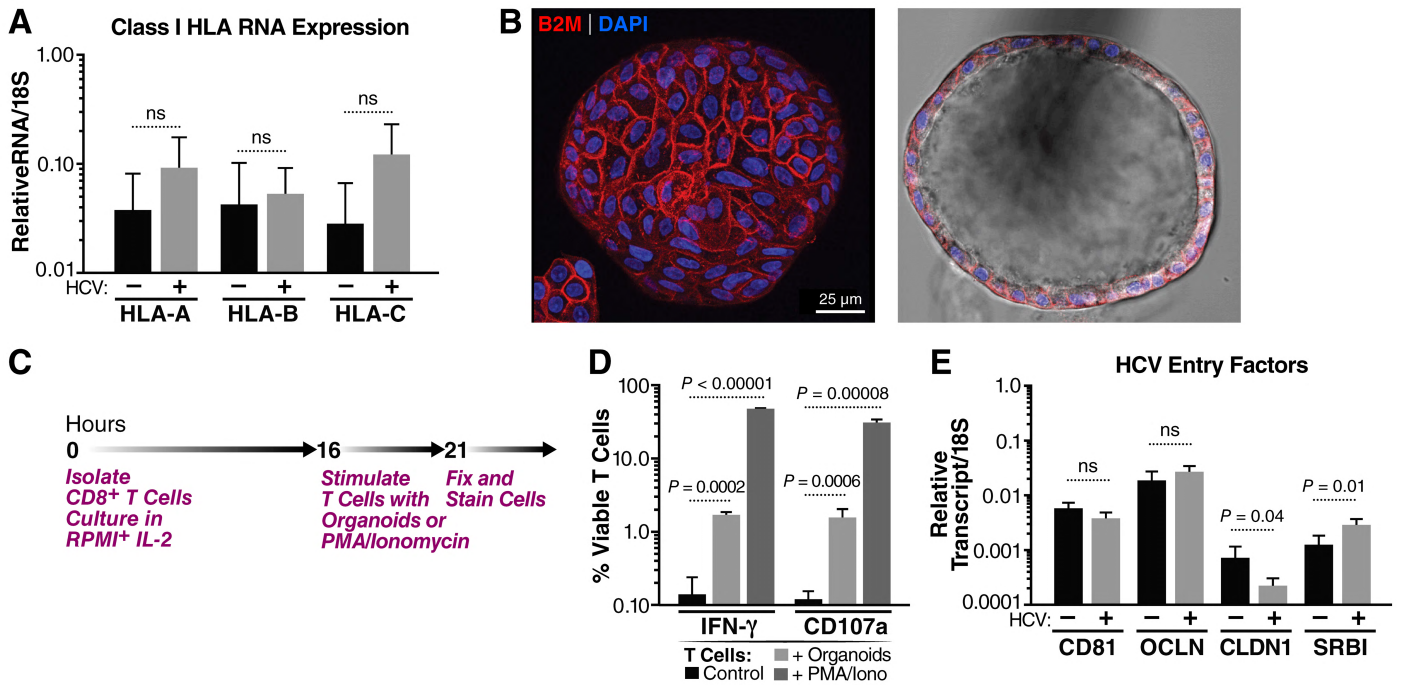 A
Class I HLA RNA Expression
RelativeRNA/18S
1.00
0.10
0.01
ns
ns
ns
HCV: − + − + − +
HLA-A HLA-B HLA-C
B
B2M | DAPI
25 µm
C
Hours
0 16 21
Isolate
CD8+ T Cells
Culture in
RPMI+ IL-2
Stimulate
T Cells with
Organoids or
PMA/Ionomycin
Fix and
Stain Cells
D
% Viable T Cells
100
10.0
1.0
0.10
P < 0.00001
P = 0.00008
P = 0.0002
P = 0.0006
IFN-γ CD107a
T Cells:
Control
+ Organoids
+ PMA/Iono
E
HCV Entry Factors
Relative
Transcript/18S
1.0
0.1
0.01
0.001
0.0001
ns
ns
P = 0.04
P = 0.01
HCV: − + − + − + − +
CD81 OCLN CLDN1 SRBI